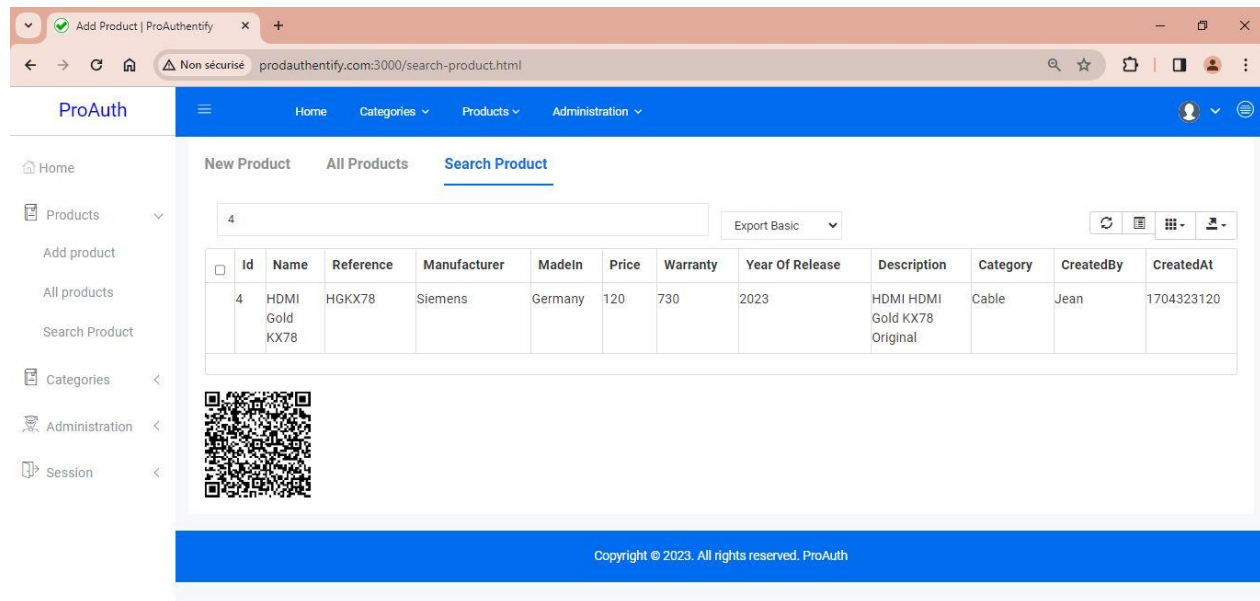 Add Product | ProAuthentify
Non sécurisé prodauthentify.com:3000/search-product.html
ProAuth
Home Categories Products Administration
Home
Products
Add product
All products
Search Product
Categories
Administration
Session
New Product All Products Search Product
4
Export Basic
Id Name Reference Manufacturer MadeIn Price Warranty Year Of Release Description Category CreatedBy CreatedAt
4 HDMI HGKX78 Siemens Germany 120 730 2023 HDMI HDMI Cable Jean 1704323120
Gold Gold KX78
KX78 Original
Copyright © 2023. All rights reserved. ProAuth